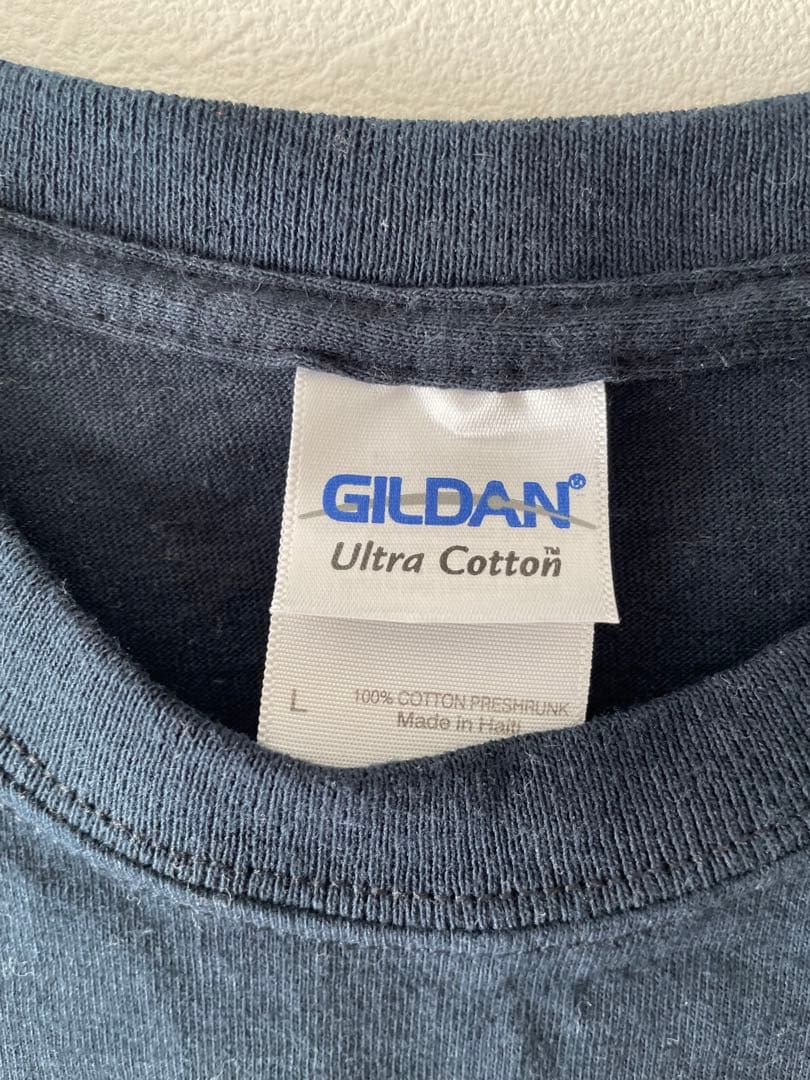 GILDAN®
Ultra Cotton™
L
100% COTTON PRESHRUNK
Made in Haiti